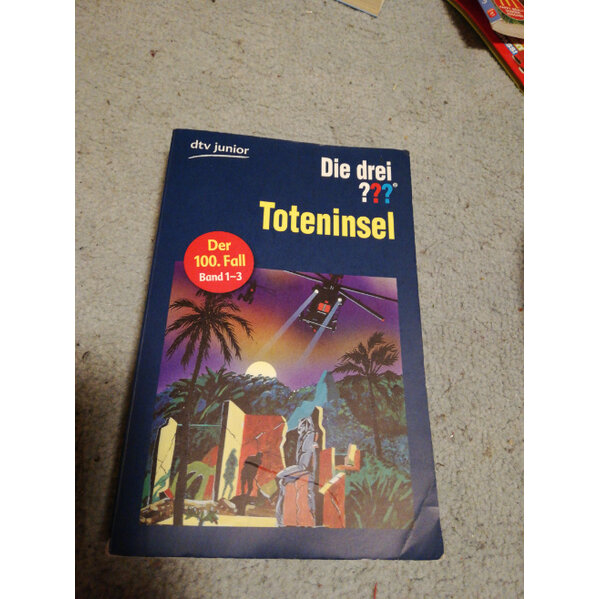 dtv junior
Die drei
???®
Toteninsel
Der
100. Fall
Band 1–3